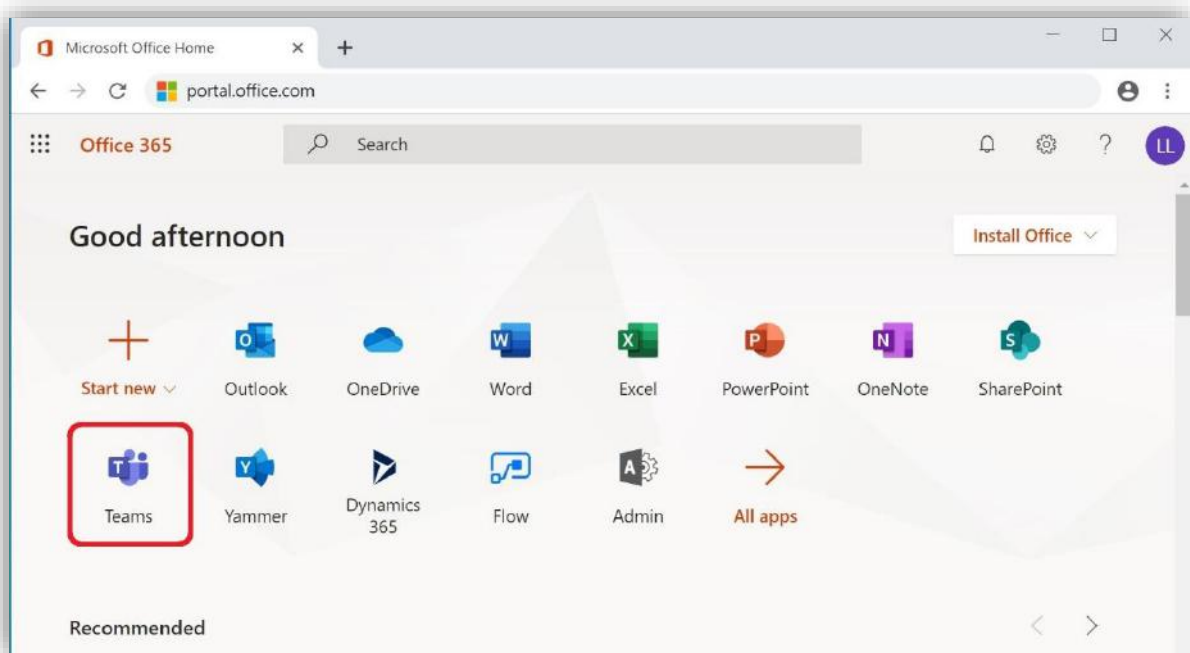 Microsoft Office Home
portal.office.com
Office 365
Search
LL
Good afternoon
Install Office
Start new
Outlook
OneDrive
Word
Excel
PowerPoint
OneNote
SharePoint
Teams
Yammer
Dynamics
365
Flow
Admin
All apps
Recommended